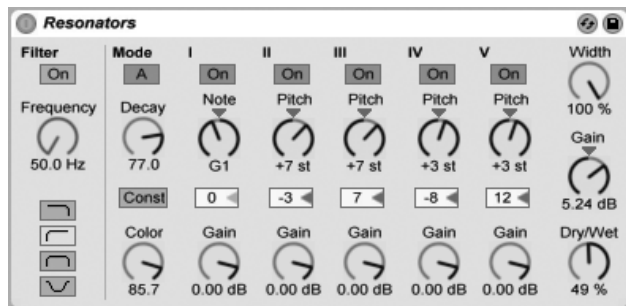 Resonators
Filter Mode I II III IV V Width
On A On On On On On
Frequency Decay Note Pitch Pitch Pitch Pitch 100 %
50.0 Hz 77.0 G1 +7 st +7 st +3 st +3 st Gain
Const 0 -3 7 -8 12 5.24 dB
Color Gain Gain Gain Gain Gain Dry/Wet
85.7 0.00 dB 0.00 dB 0.00 dB 0.00 dB 0.00 dB 49 %